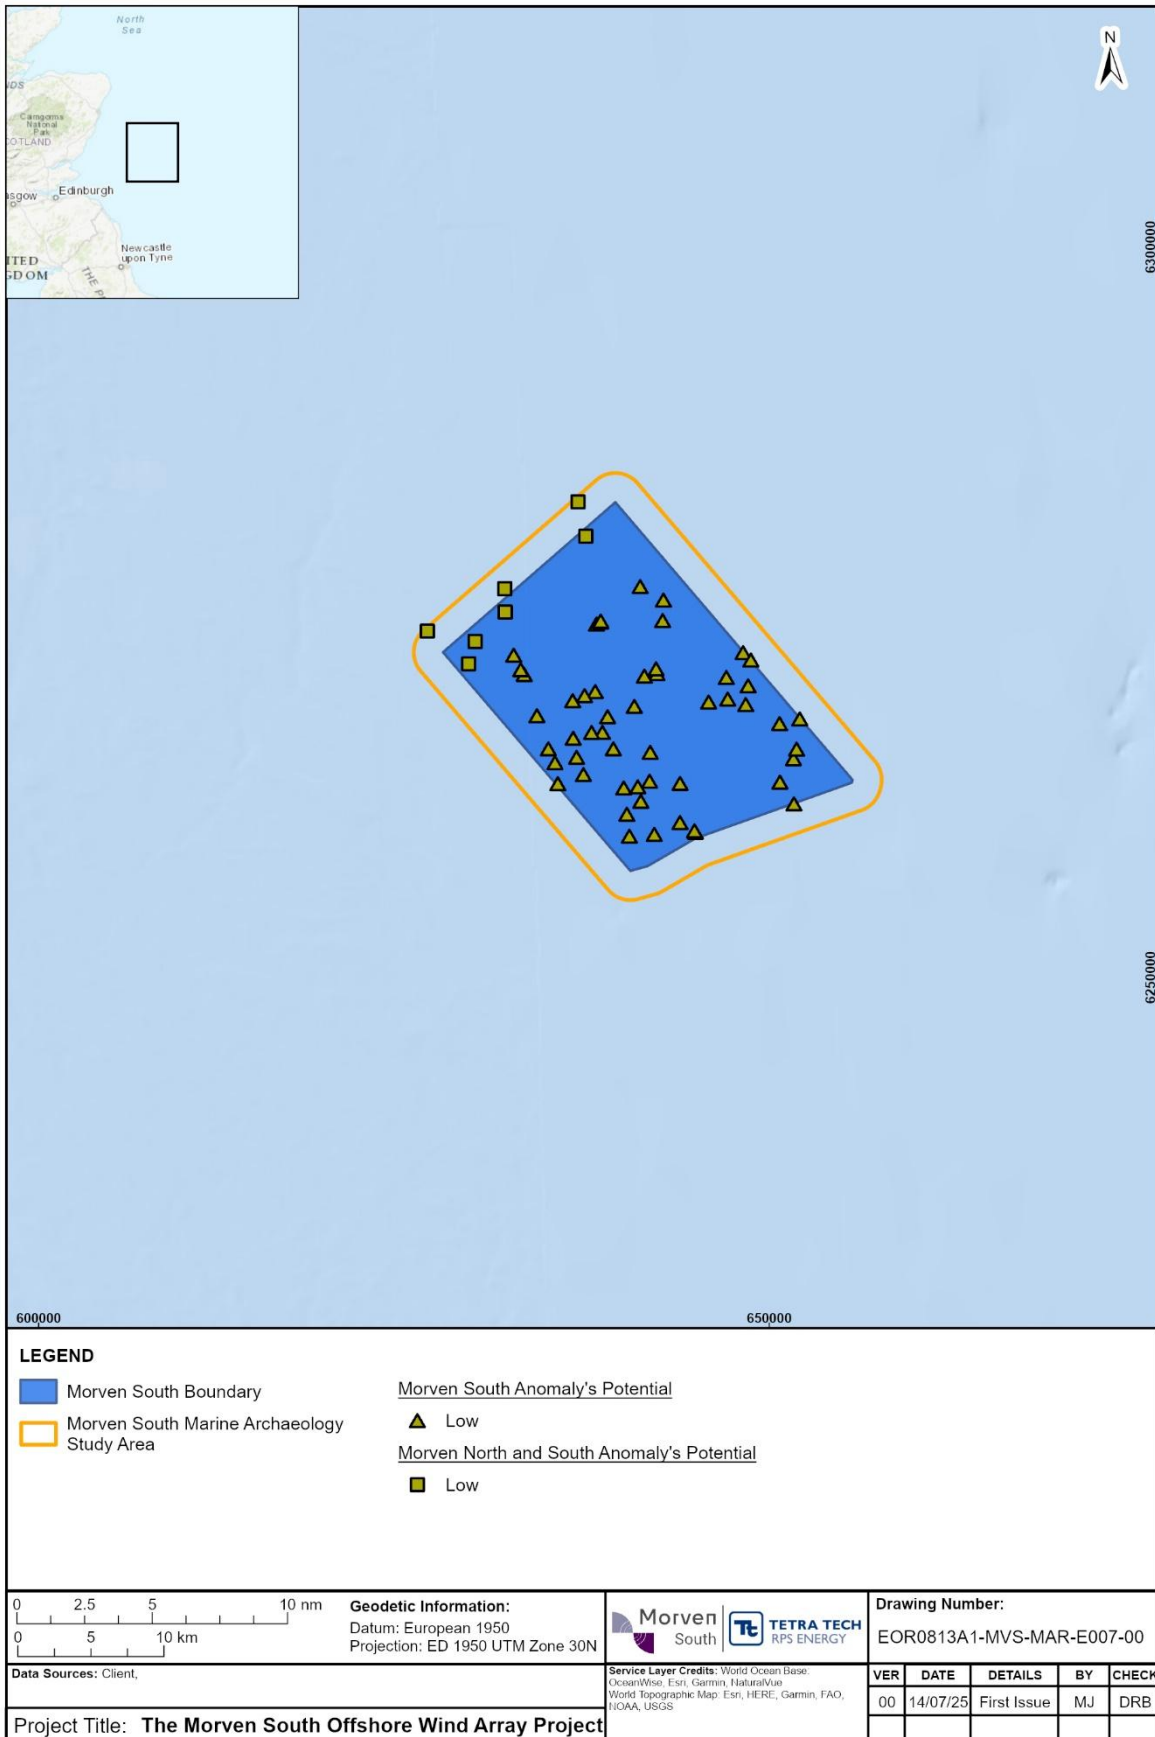 North
Sea
N
NDS
Cairngorms
National
Park
SCOTLAND
Edinburgh
asgow
Newcastle
upon Tyne
ITED
GDOM
THE P
6300000
6250000
600000
650000
LEGEND
Morven South Boundary
Morven South Marine Archaeology
Study Area
Morven South Anomaly's Potential
Low
Morven North and South Anomaly's Potential
Low
0 2.5 5 10 nm
0 5 10 km
Geodetic Information:
Datum: European 1950
Projection: ED 1950 UTM Zone 30N
Morven
South
Tt TETRA TECH
RPS ENERGY
Drawing Number:
EOR0813A1-MVS-MAR-E007-00
Data Sources: Client,
Service Layer Credits: World Ocean Base:
OceanWise, Esri, Garmin, NaturalVue
World Topographic Map: Esri, HERE, Garmin, FAO,
NOAA, USGS
VER DATE DETAILS BY CHECK
00 14/07/25 First Issue MJ DRB
Project Title: The Morven South Offshore Wind Array Project